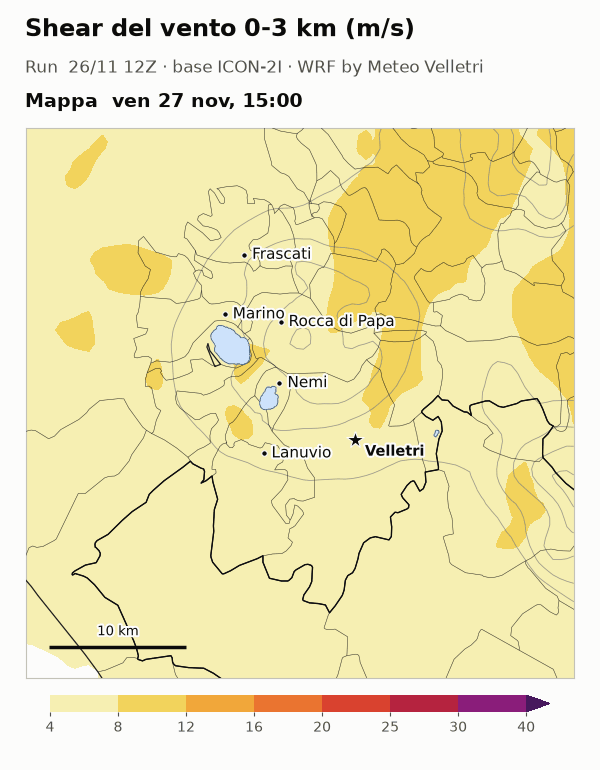 Shear del vento 0-3 km (m/s)
Run  26/11 12Z · base ICON-2I · WRF by Meteo Velletri
Mappa  ven 27 nov, 15:00
Frascati
Marino
Rocca di Papa
Nemi
Velletri
Lanuvio
10 km
4 8 12 16 20 25 30 40